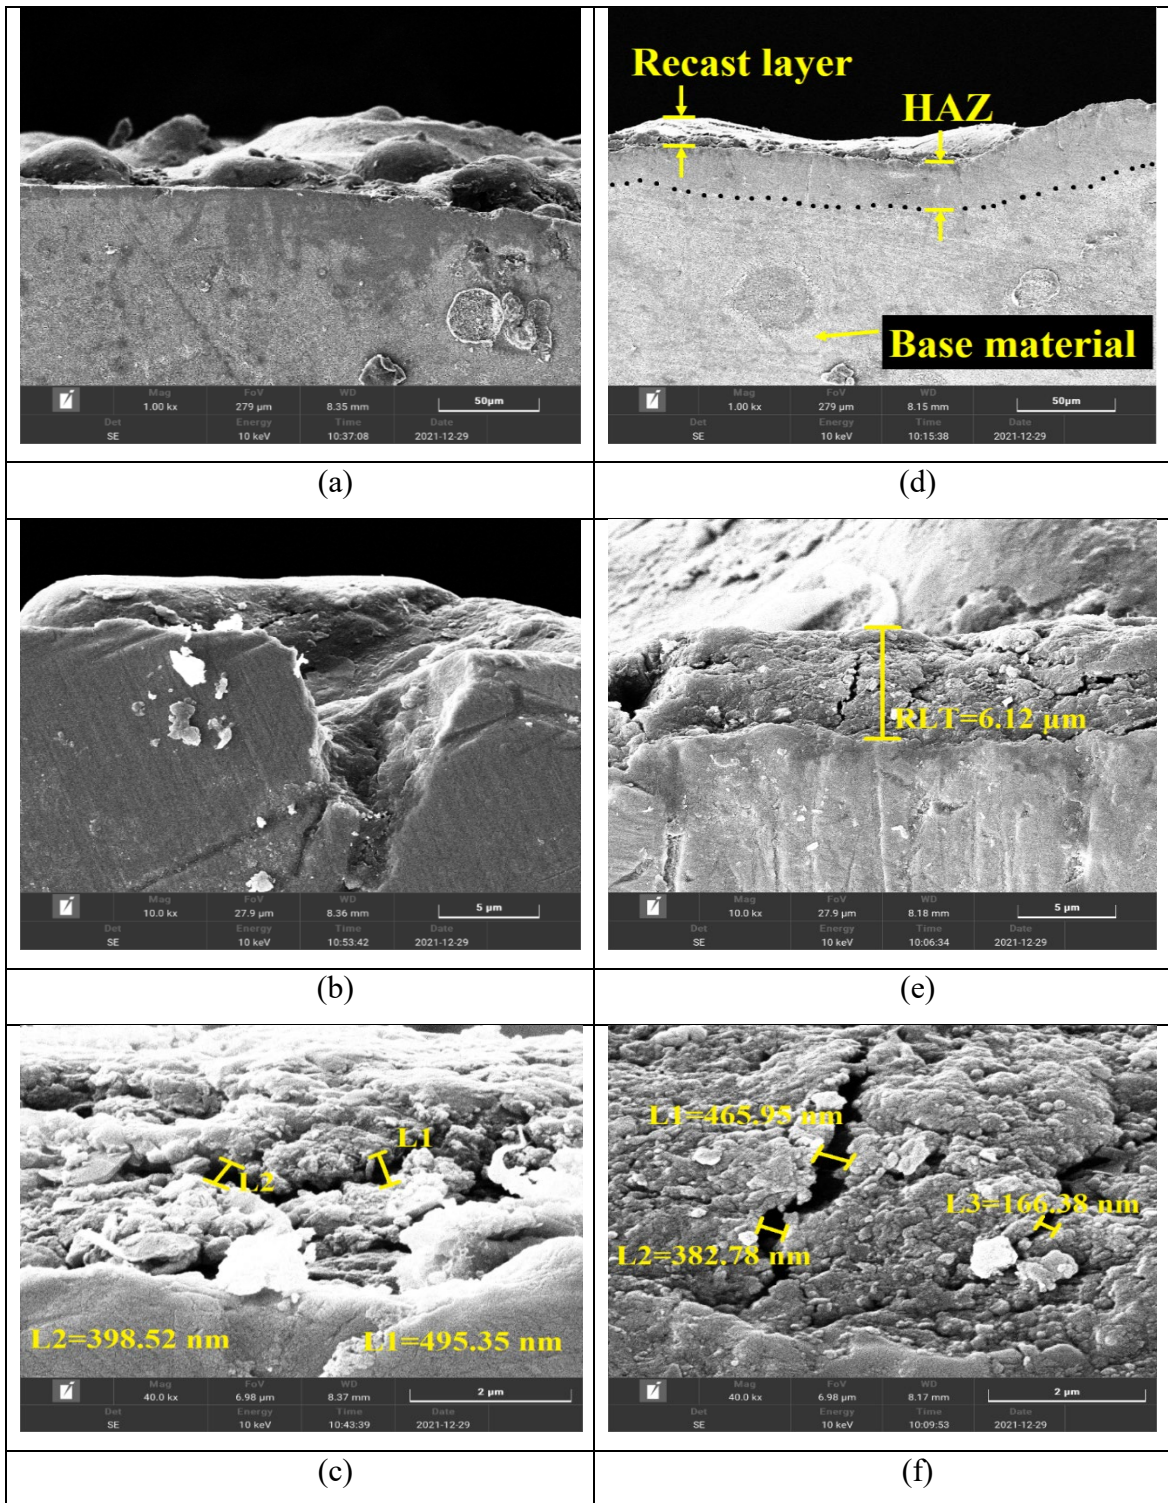 Recast layer
HAZ
Base material
Mag FoV WD
1.00 kx 279 µm 8.35 mm 50µm
Det Energy Time Date
SE 10 keV 10:37:08 2021-12-29
Mag FoV WD
1.00 kx 279 µm 8.15 mm 50µm
Det Energy Time Date
SE 10 keV 10:15:38 2021-12-29
(a)
(d)
RLT=6.12 µm
Mag FoV WD
10.0 kx 27.9 µm 8.36 mm 5 µm
Det Energy Time Date
SE 10 keV 10:53:42 2021-12-29
Mag FoV WD
10.0 kx 27.9 µm 8.18 mm 5 µm
Det Energy Time Date
SE 10 keV 10:06:34 2021-12-29
(b)
(e)
L1
L2
L2=398.52 nm
L1=495.35 nm
Mag FoV WD
40.0 kx 6.98 µm 8.37 mm 2 µm
Det Energy Time Date
SE 10 keV 10:43:39 2021-12-29
L1=465.95 nm
L3=166.38 nm
L2=382.78 nm
Mag FoV WD
40.0 kx 6.98 µm 8.17 mm 2 µm
Det Energy Time Date
SE 10 keV 10:09:53 2021-12-29
(c)
(f)